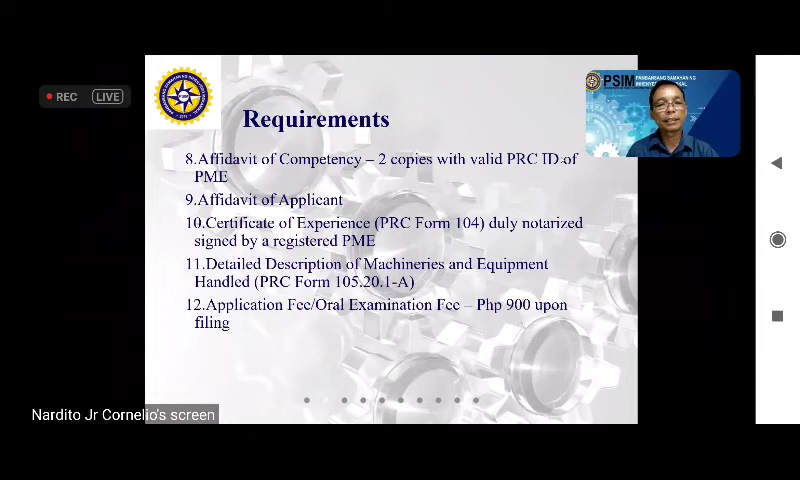 REC
LIVE
Requirements
8.Affidavit of Competency – 2 copies with valid PRC ID of
PME
9.Affidavit of Applicant
10.Certificate of Experience (PRC Form 104) duly notarized
signed by a registered PME
11.Detailed Description of Machineries and Equipment
Handled (PRC Form 105.20.1-A)
12.Application Fee/Oral Examination Fee – Php 900 upon
filing
PSIM
PAMBANSANG SAMAHAN NG
Nardito Jr Cornelio's screen